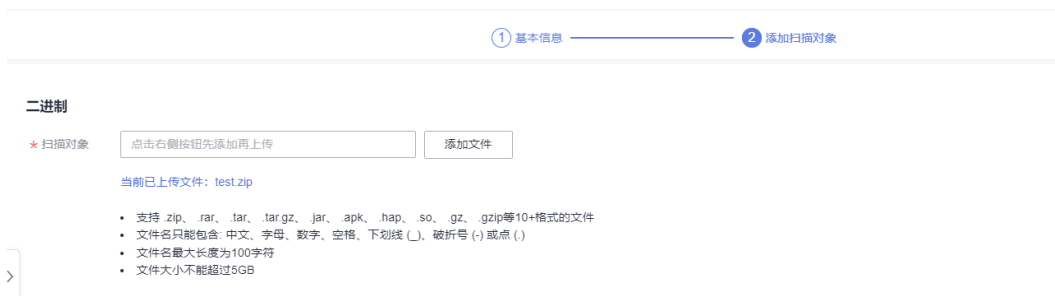 1 基本信息 2 添加扫描对象
二进制
* 扫描对象 点击右侧按钮先添加再上传 添加文件
当前已上传文件：test.zip
• 支持 .zip、 .rar、 .tar、 .tar.gz、 .jar、 .apk、 .hap、 .so、 .gz、 .gzip等10+格式的文件
• 文件名只能包含: 中文、字母、数字、空格、下划线 (_)、破折号 (-) 或点 (.)
• 文件名最大长度为100字符
• 文件大小不能超过5GB